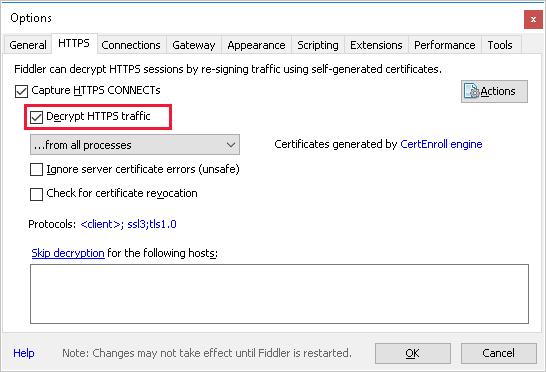 Options
x
General HTTPS Connections Gateway Appearance Scripting Extensions Performance Tools
Fiddler can decrypt HTTPS sessions by re-signing traffic using self-generated certificates.
Capture HTTPS CONNECTs
Actions
Decrypt HTTPS traffic
...from all processes
Certificates generated by CertEnroll engine
Ignore server certificate errors (unsafe)
Check for certificate revocation
Protocols: <client>; ssl3;tls1.0
Skip decryption for the following hosts:
Help Note: Changes may not take effect until Fiddler is restarted. OK Cancel